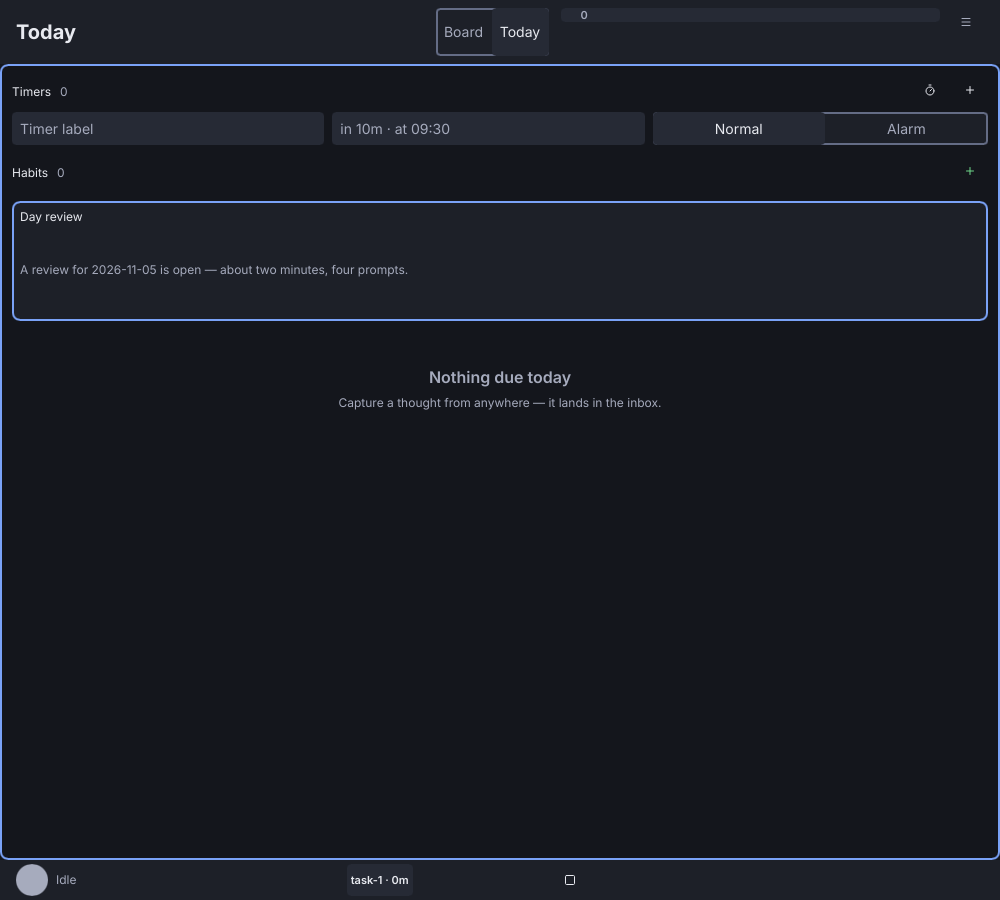 Today
Board Today
0
Timers 0
Timer label
in 10m · at 09:30
Normal Alarm
Habits 0
Day review
A review for 2026-11-05 is open — about two minutes, four prompts.
Nothing due today
Capture a thought from anywhere — it lands in the inbox.
Idle
task-1 · 0m